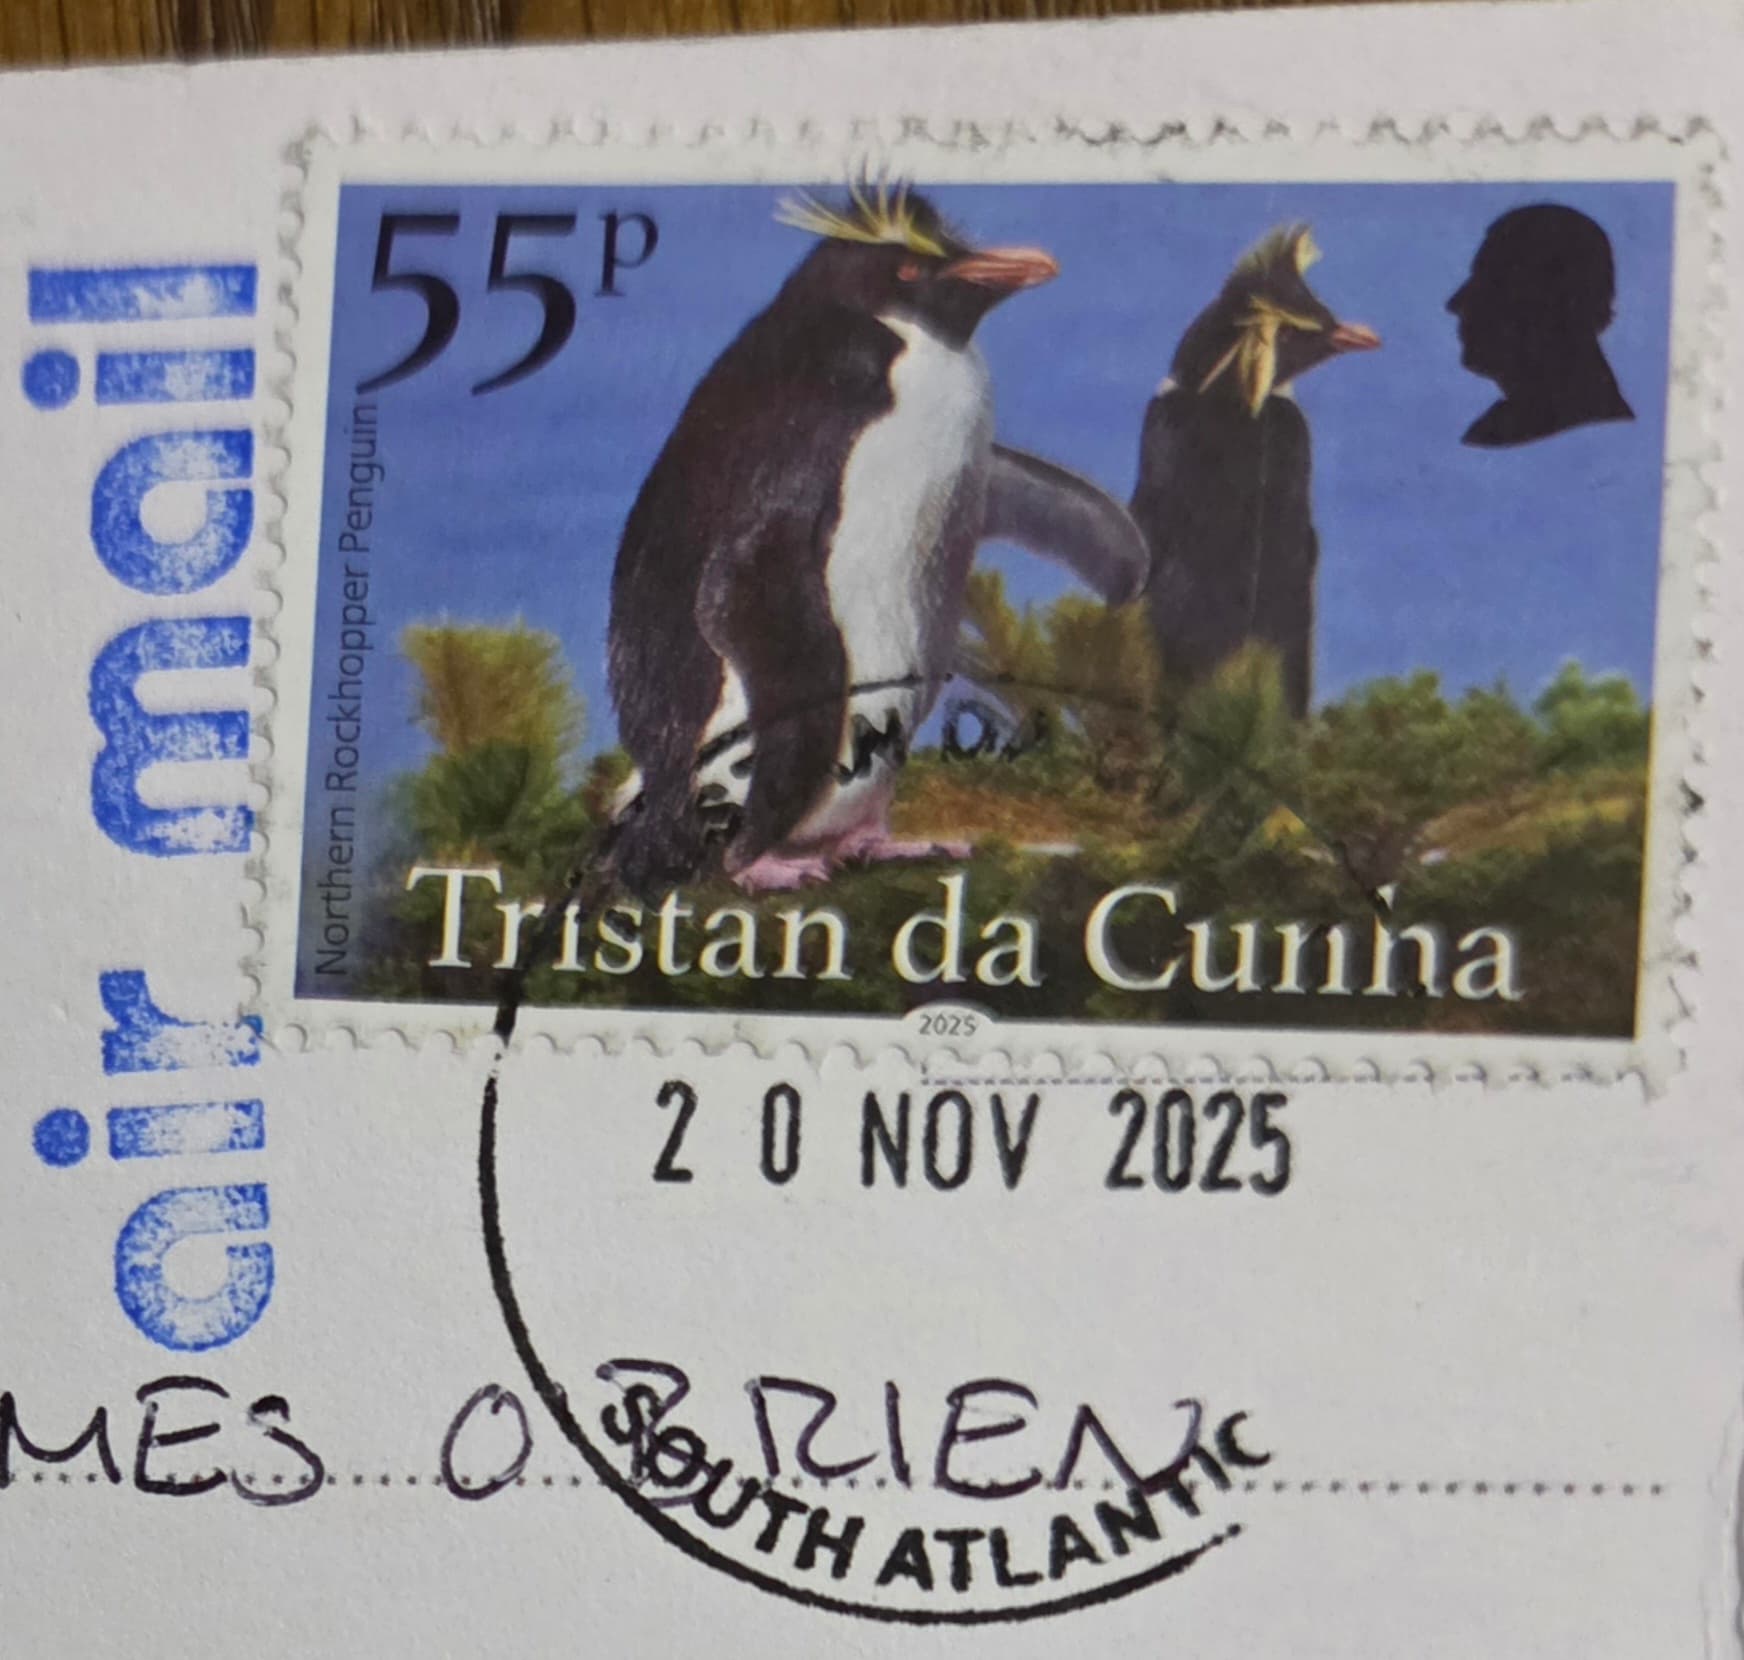 55p
Northern Rockhopper Penguin
Tristan da Cunha
2025
air mail
20 NOV 2025
MES O BRIEN
SOUTH ATLANTIC